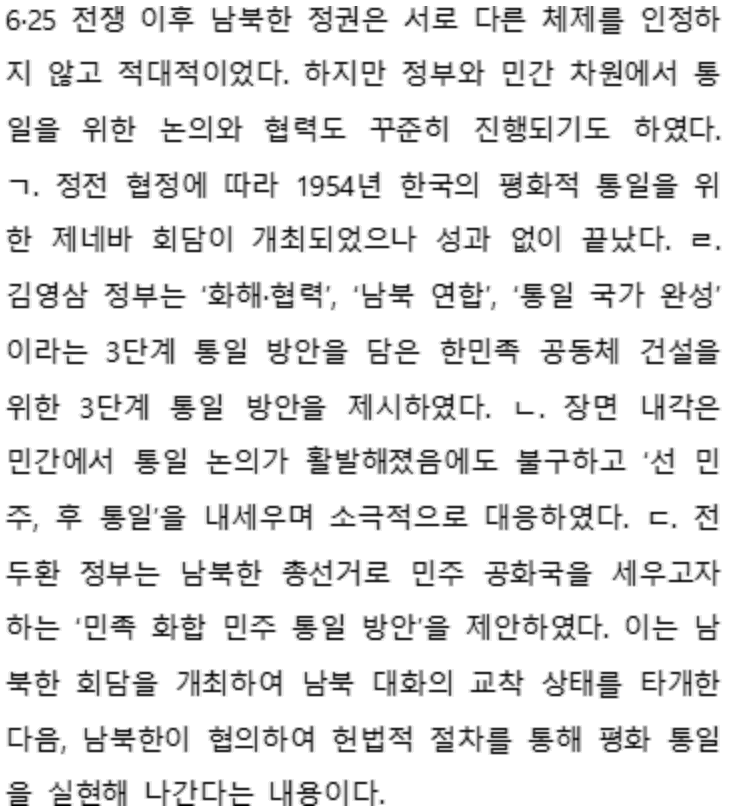 6·25 전쟁 이후 남북한 정권은 서로 다른 체제를 인정하
지 않고 적대적이었다. 하지만 정부와 민간 차원에서 통
일을 위한 논의와 협력도 꾸준히 진행되기도 하였다.
ㄱ. 정전 협정에 따라 1954년 한국의 평화적 통일을 위
한 제네바 회담이 개최되었으나 성과 없이 끝났다. ㄹ.
김영삼 정부는 ‘화해·협력’, ‘남북 연합’, ‘통일 국가 완성’
이라는 3단계 통일 방안을 담은 한민족 공동체 건설을
위한 3단계 통일 방안을 제시하였다. ㄴ. 장면 내각은
민간에서 통일 논의가 활발해졌음에도 불구하고 ‘선 민
주, 후 통일’을 내세우며 소극적으로 대응하였다. ㄷ. 전
두환 정부는 남북한 총선거로 민주 공화국을 세우고자
하는 ‘민족 화합 민주 통일 방안’을 제안하였다. 이는 남
북한 회담을 개최하여 남북 대화의 교착 상태를 타개한
다음, 남북한이 협의하여 헌법적 절차를 통해 평화 통일
을 실현해 나간다는 내용이다.